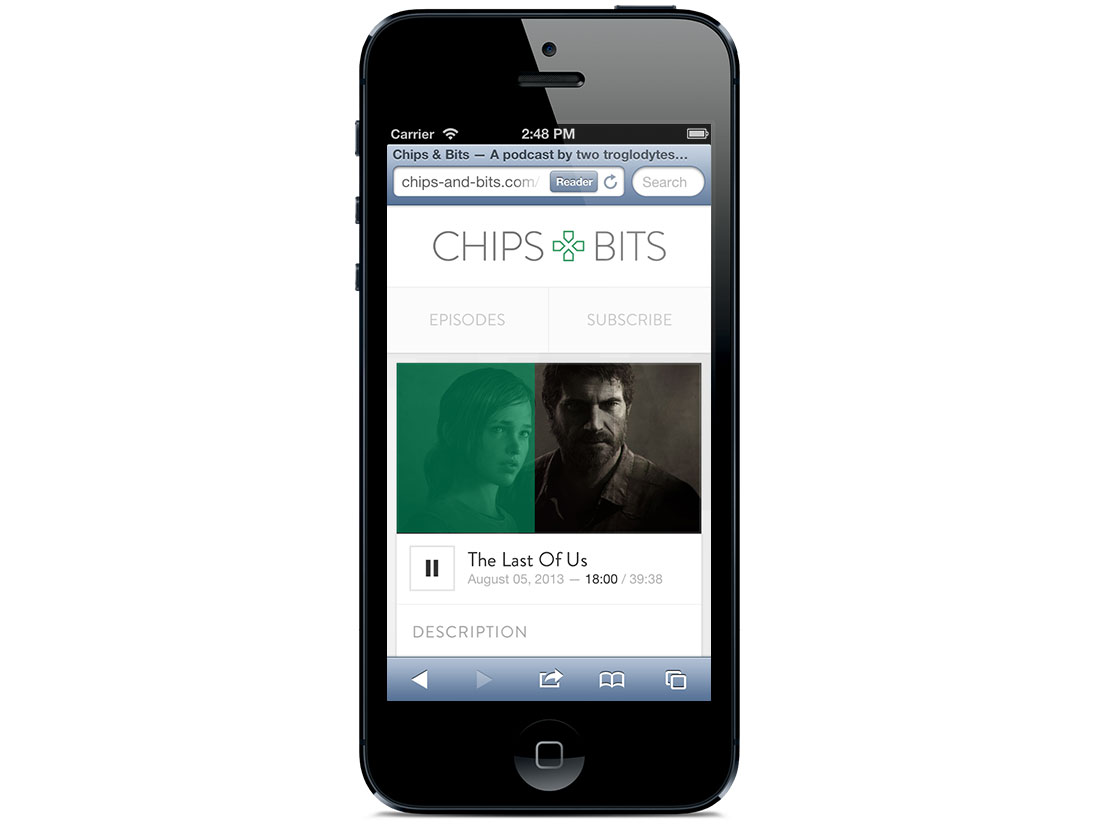 Carrier 2:48 PM
Chips & Bits — A podcast by two troglodytes...
chips-and-bits.com/ Reader Search
CHIPS BITS
EPISODES SUBSCRIBE
The Last Of Us
August 05, 2013 — 18:00 / 39:38
DESCRIPTION